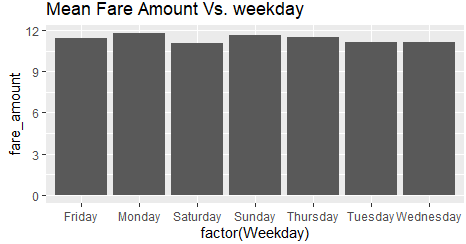 Mean Fare Amount Vs. weekday
fare_amount
12
9
6
3
0
Friday Monday Saturday Sunday Thursday Tuesday Wednesday
factor(Weekday)